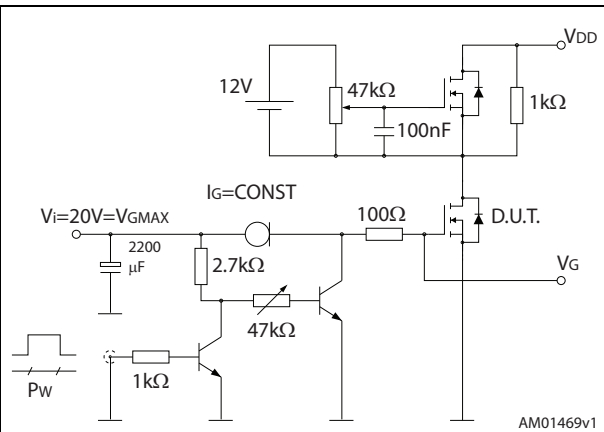 VDD
12V
47kΩ
1kΩ
100nF
IG=CONST
Vi=20V=VGMAX
100Ω
D.U.T.
2200
μF
2.7kΩ
VG
47kΩ
1kΩ
PW
AM01469v1